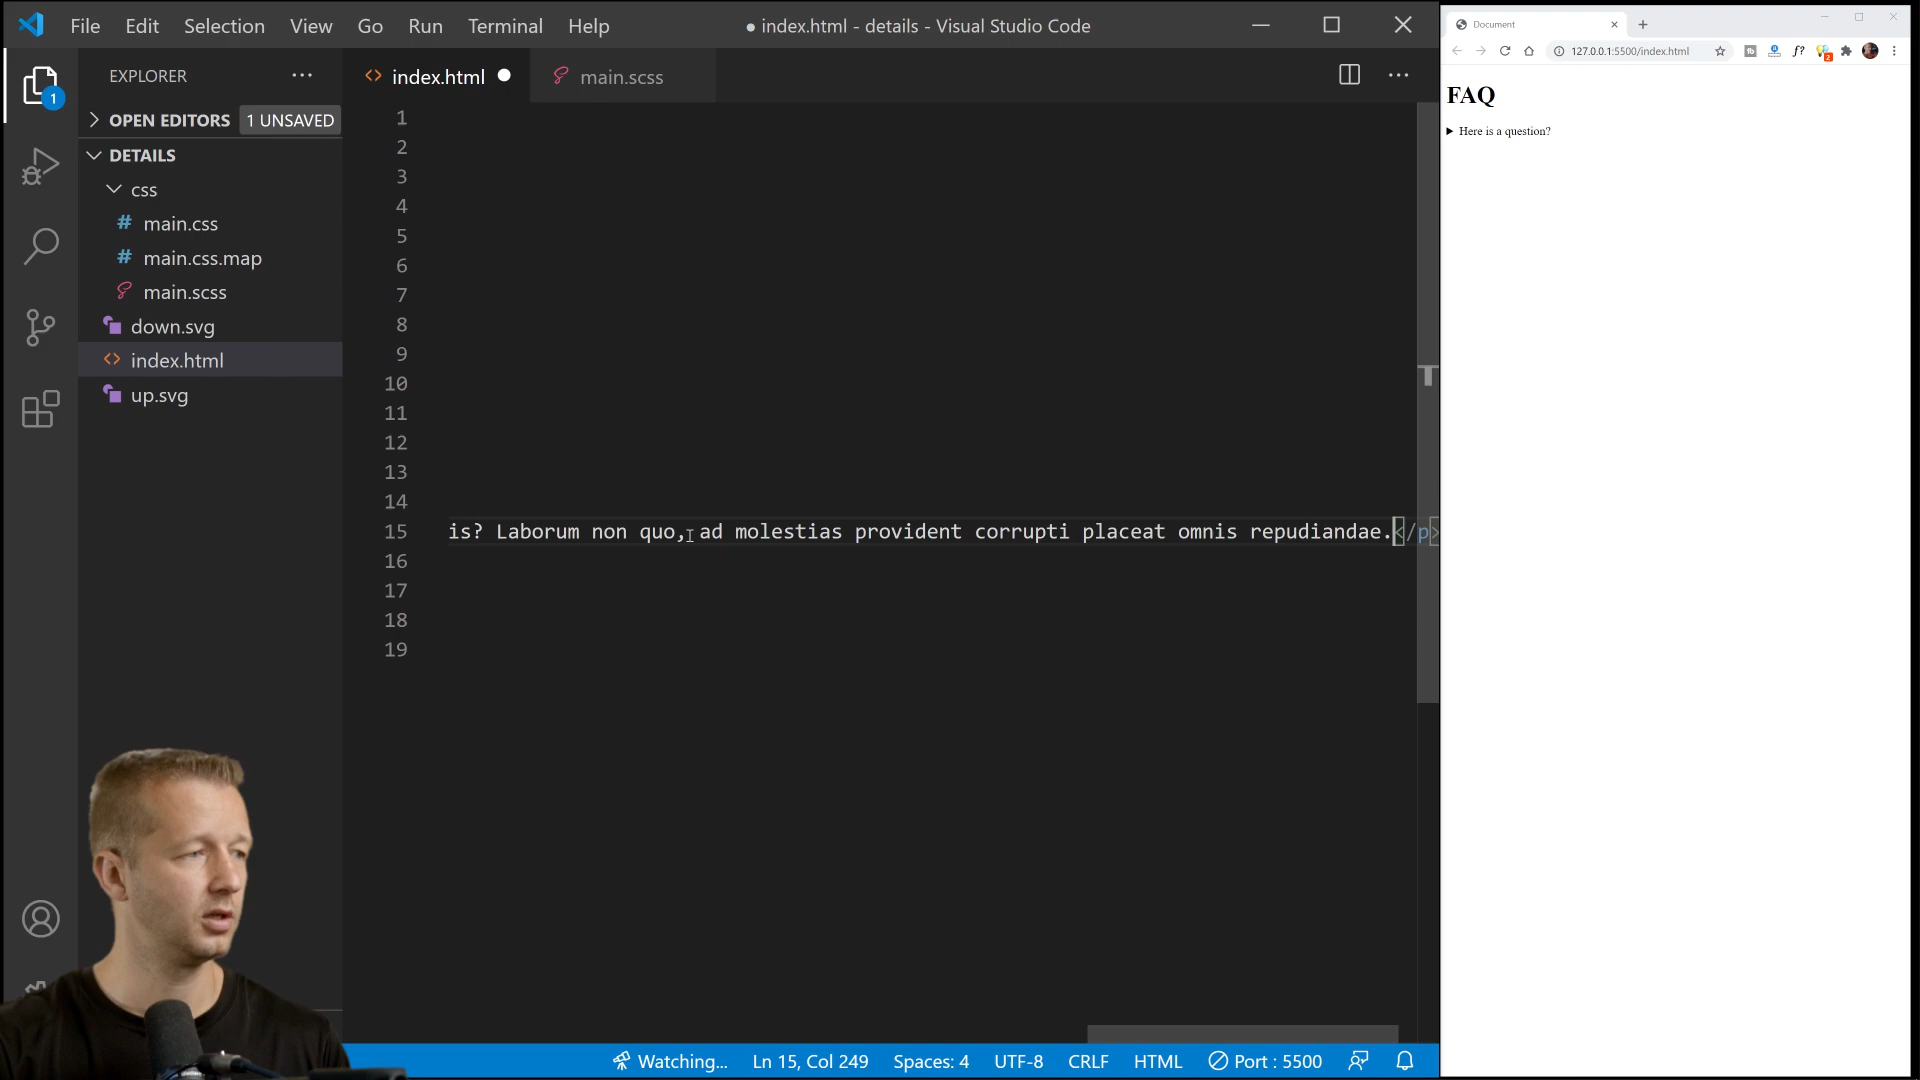 File Edit Selection View Go Run Terminal Help
● index.html - details - Visual Studio Code
EXPLORER
index.html
main.scss
OPEN EDITORS 1 UNSAVED
DETAILS
css
main.css
main.css.map
main.scss
down.svg
index.html
up.svg
1
1
2
3
4
5
6
7
8
9
10
11
12
13
14
15 is? Laborum non quo, ad molestias provident corrupti placeat omnis repudiandae.</p>
16
17
18
19
Watching... Ln 15, Col 249 Spaces: 4 UTF-8 CRLF HTML Port : 5500
Document
127.0.0.1:5500/index.html
f?
2
FAQ
Here is a question?